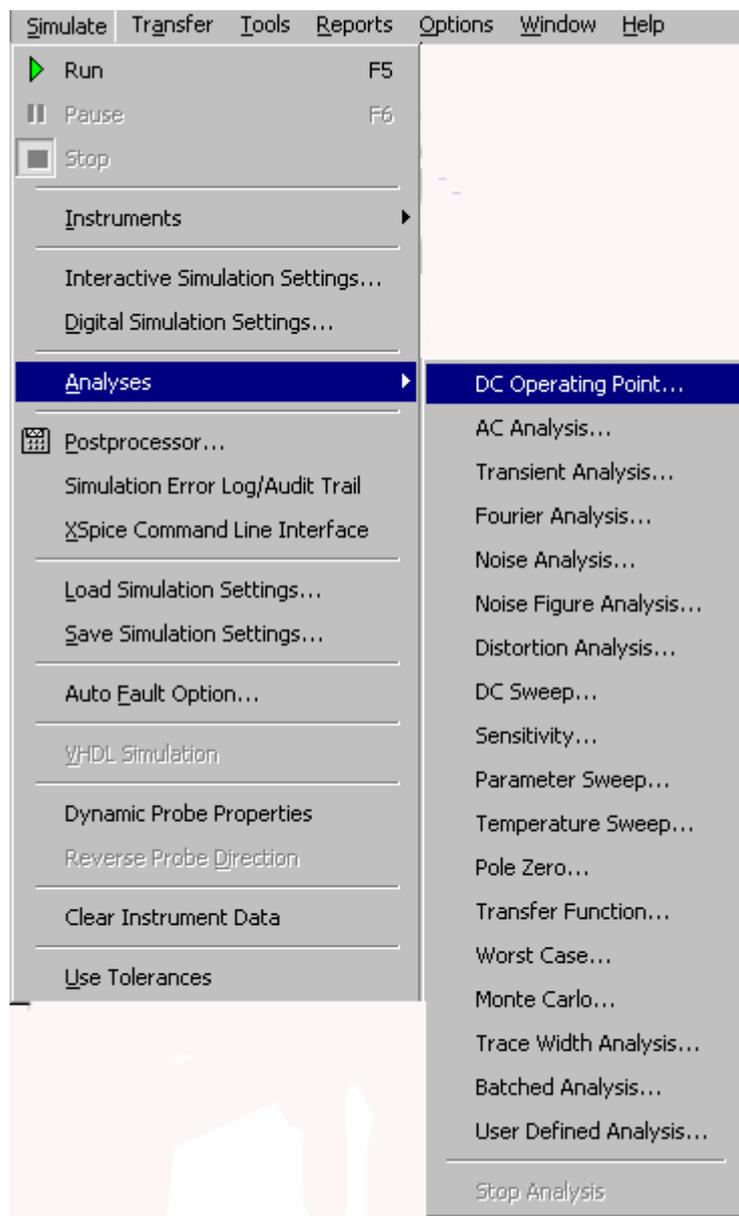 Simulate Transfer Tools Reports Options Window Help
Run F5
Pause F6
Stop
Instruments
Interactive Simulation Settings...
Digital Simulation Settings...
Analyses
Postprocessor...
Simulation Error Log/Audit Trail
XSpice Command Line Interface
Load Simulation Settings...
Save Simulation Settings...
Auto Fault Option...
VHDL Simulation
Dynamic Probe Properties
Reverse Probe Direction
Clear Instrument Data
Use Tolerances
DC Operating Point...
AC Analysis...
Transient Analysis...
Fourier Analysis...
Noise Analysis...
Noise Figure Analysis...
Distortion Analysis...
DC Sweep...
Sensitivity...
Parameter Sweep...
Temperature Sweep...
Pole Zero...
Transfer Function...
Worst Case...
Monte Carlo...
Trace Width Analysis...
Batched Analysis...
User Defined Analysis...
Stop Analysis